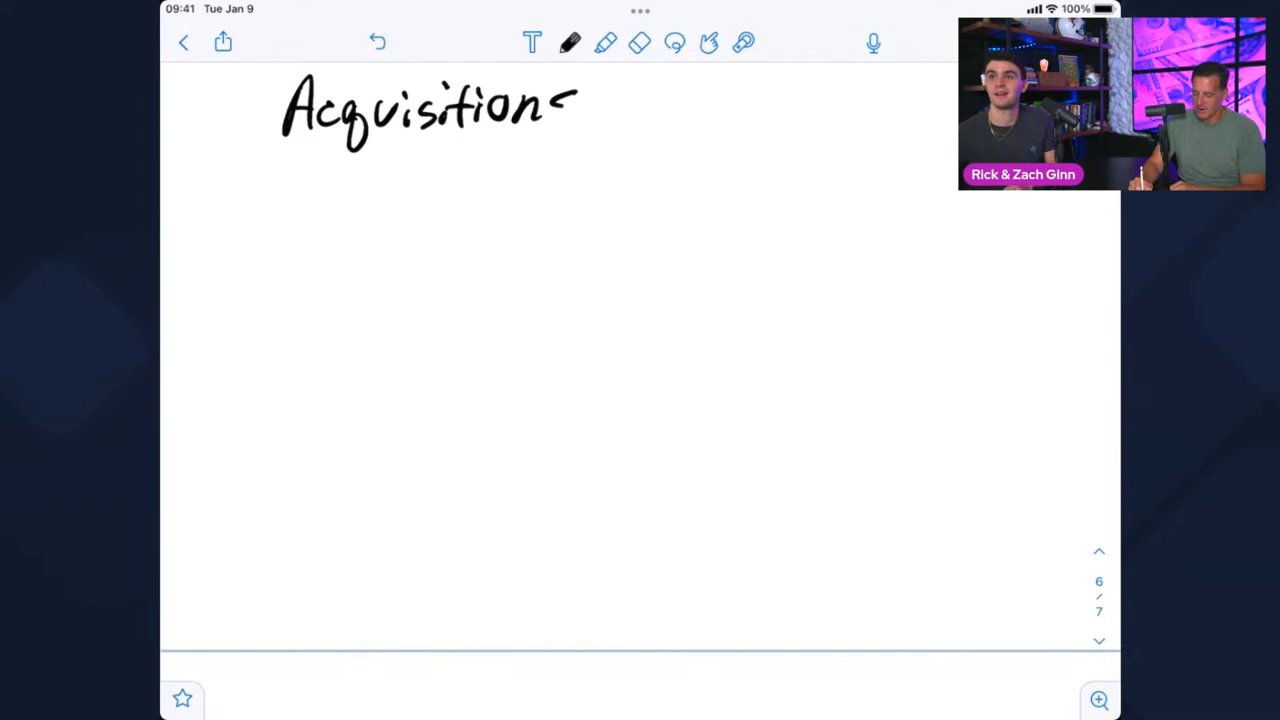 09:41 Tue Jan 9
100%
Acquisition
Rick & Zach Ginn
T
6
/
7